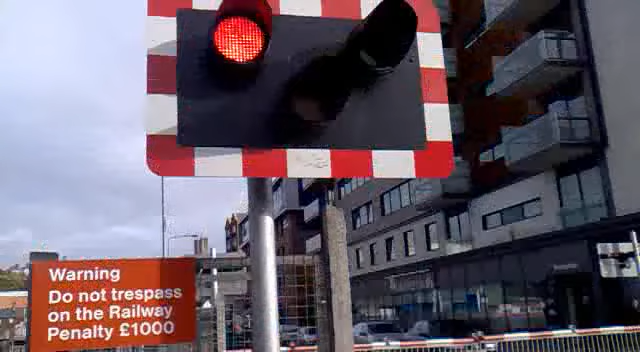 Warning
Do not trespass
on the Railway
Penalty £1000